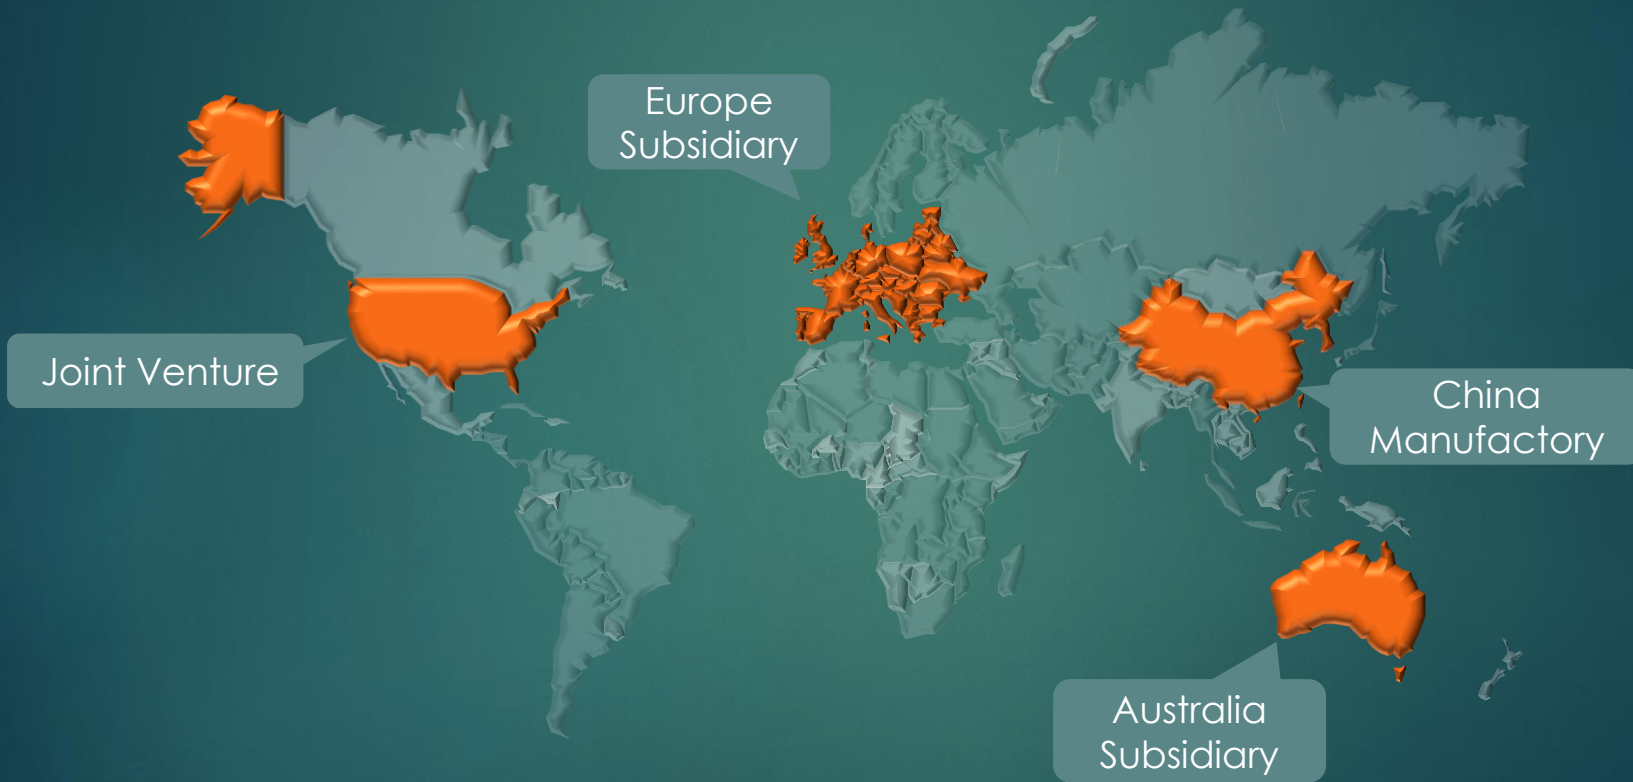 Europe
Subsidiary
Joint Venture
China
Manufactory
Australia
Subsidiary